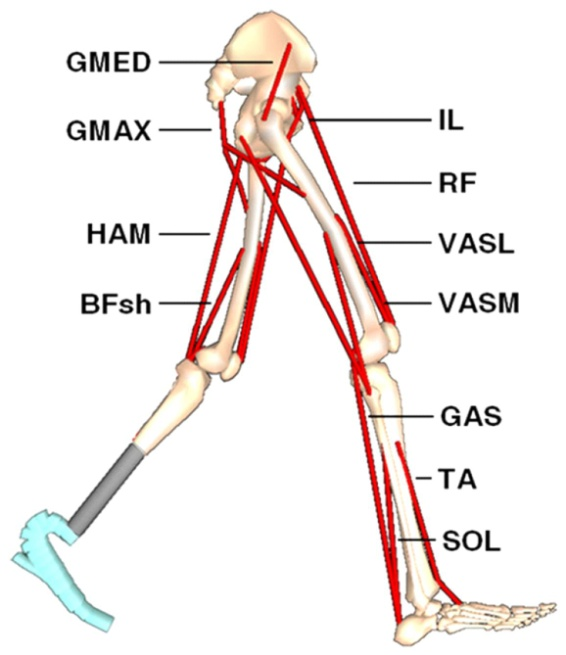 GMED
GMAX
HAM
BFsh
IL
RF
VASL
VASM
GAS
TA
SOL